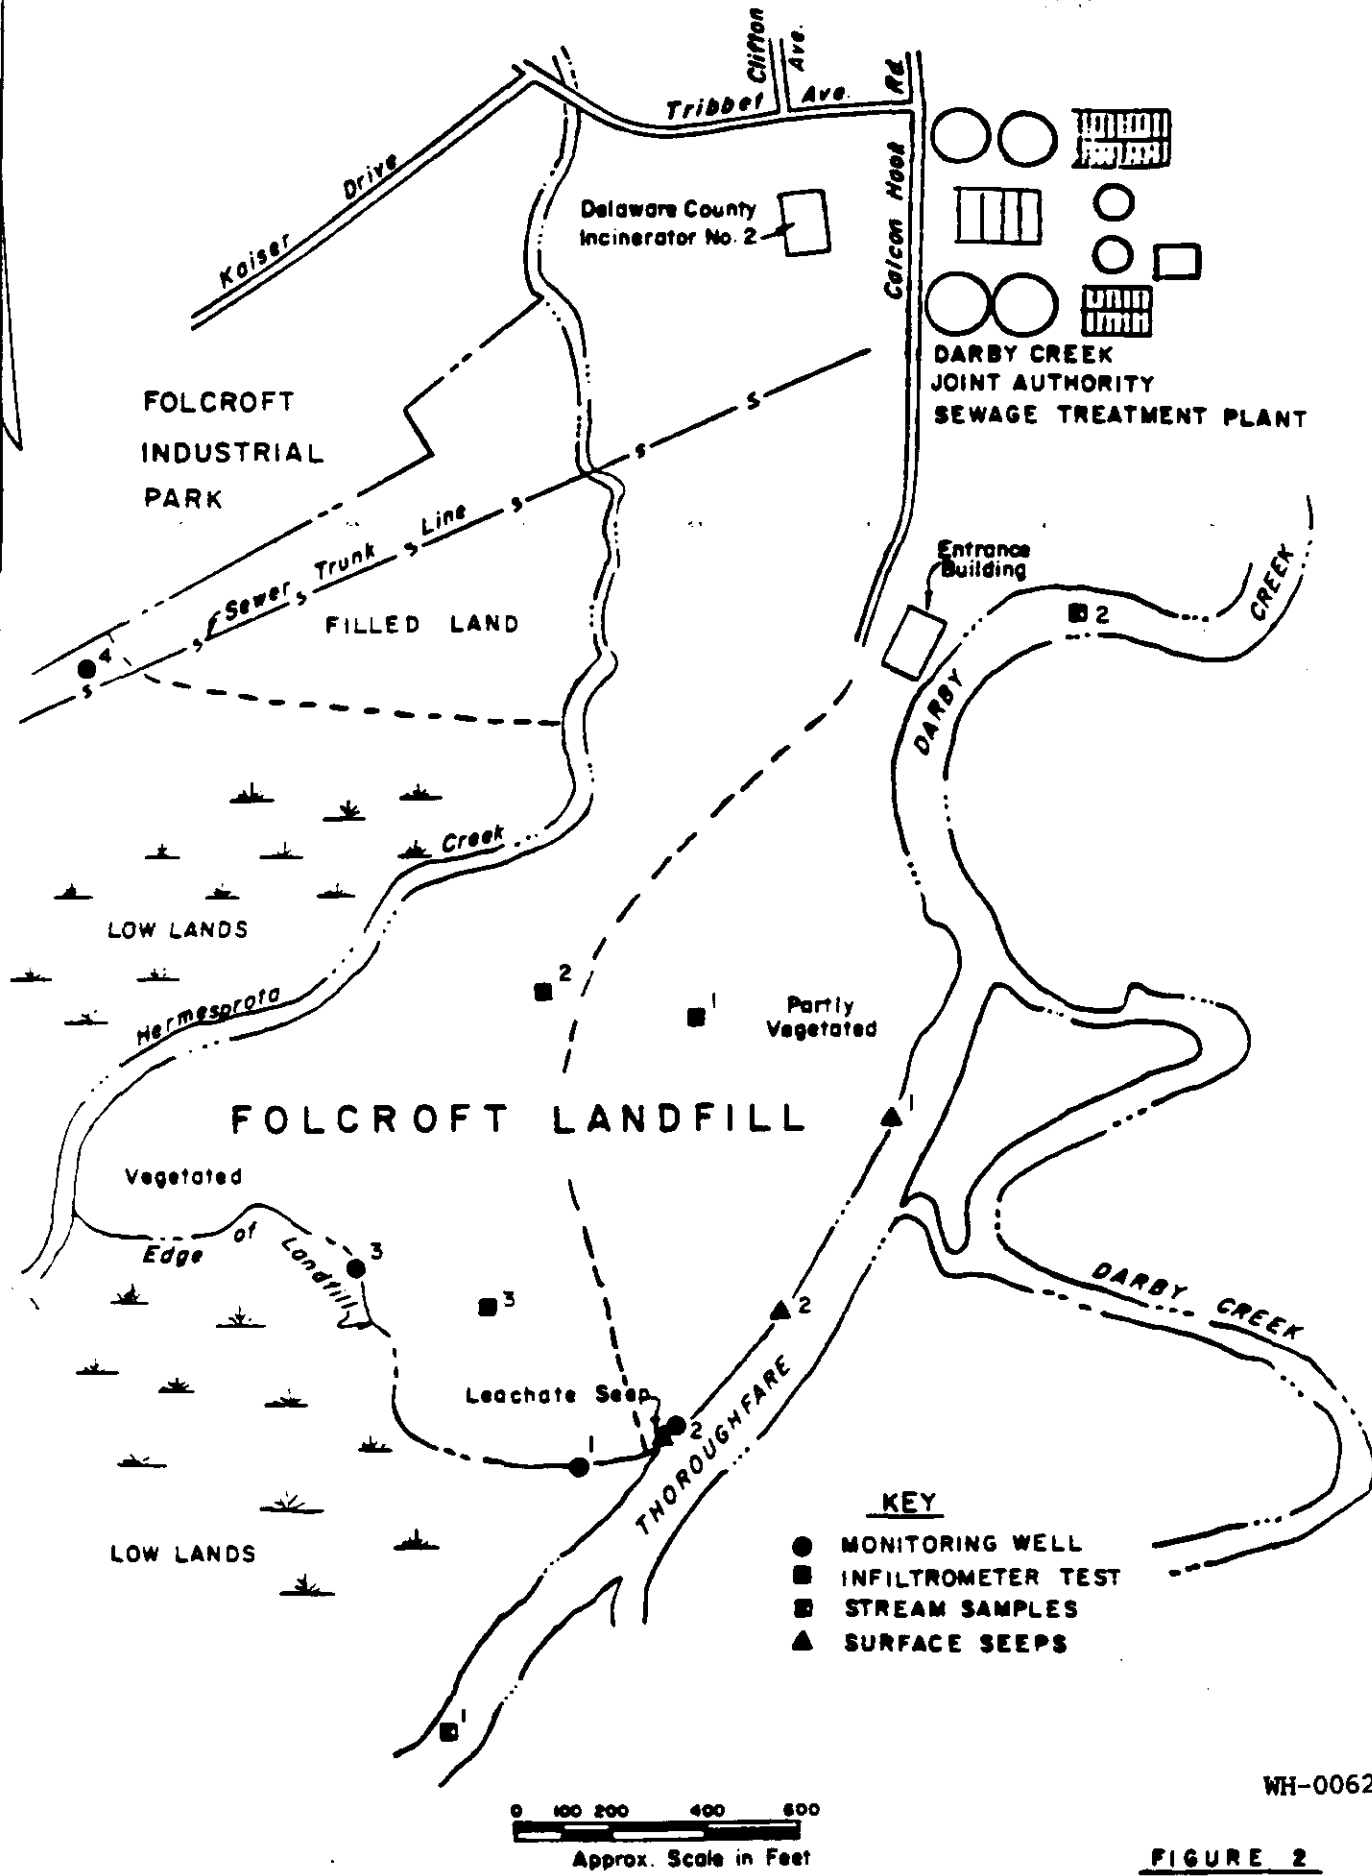 Clifton
Ave.
Tribbet Ave.
Rd.
Calcon Hook
Kaiser Drive
Delaware County
Incinerator No. 2
DARBY CREEK
JOINT AUTHORITY
SEWAGE TREATMENT PLANT
FOLCROFT
INDUSTRIAL
PARK
S
S
S
S
S
S
S
S
Sewer Trunk Line
Entrance
Building
FILLED LAND
2
CREEK
4
DARBY
Creek
LOW LANDS
Hermesprota
2
1
Partly
Vegetated
FOLCROFT LANDFILL
1
Vegetated
Edge of Landfill
3
3
2
DARBY CREEK
Leachate Seep
2
1
THOROUGHFARE
LOW LANDS
KEY
MONITORING WELL
INFILTROMETER TEST
STREAM SAMPLES
SURFACE SEEPS
1
WH-0062
0 100 200 400 600
Approx. Scale in Feet
FIGURE 2